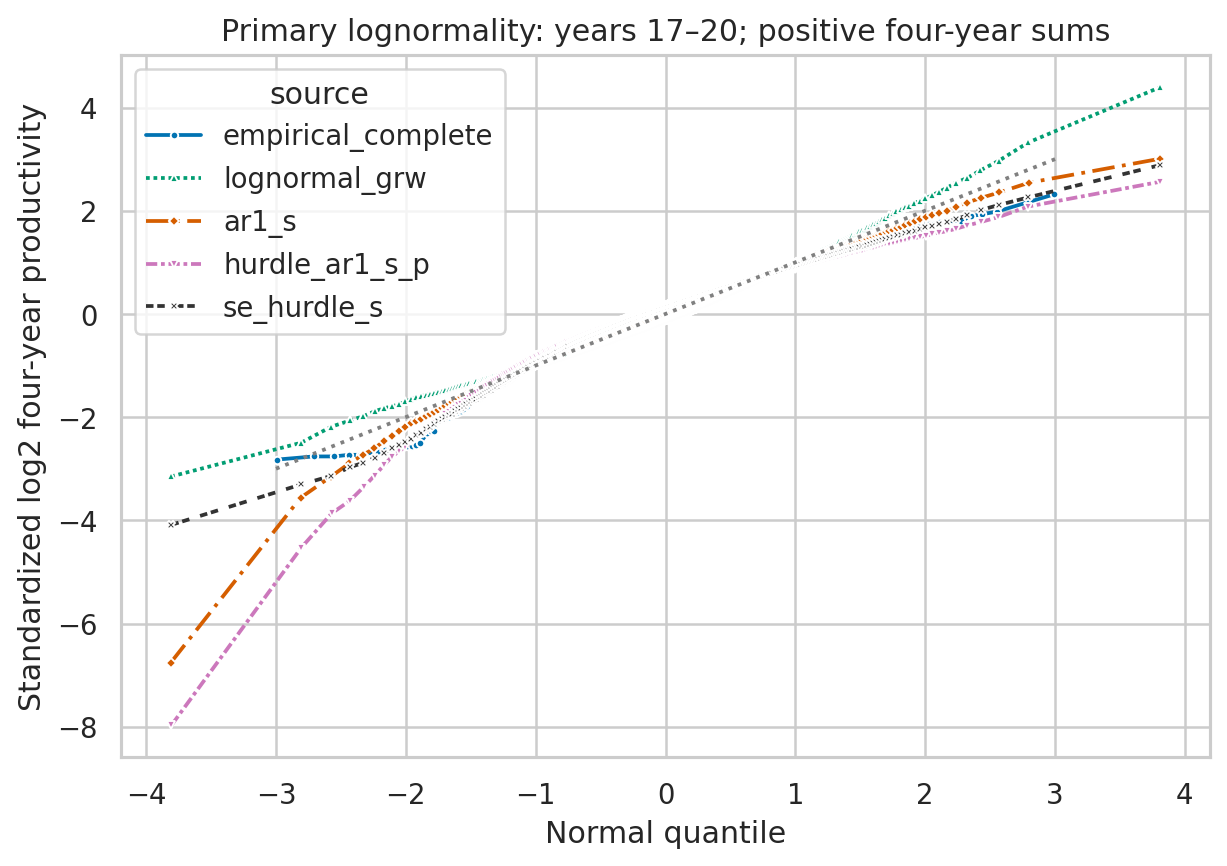 Primary lognormality: years 17–20; positive four-year sums
Standardized log2 four-year productivity
source
empirical_complete
lognormal_grw
ar1_s
hurdle_ar1_s_p
se_hurdle_s
4
2
0
−2
−4
−6
−8
−4 −3 −2 −1 0 1 2 3 4
Normal quantile